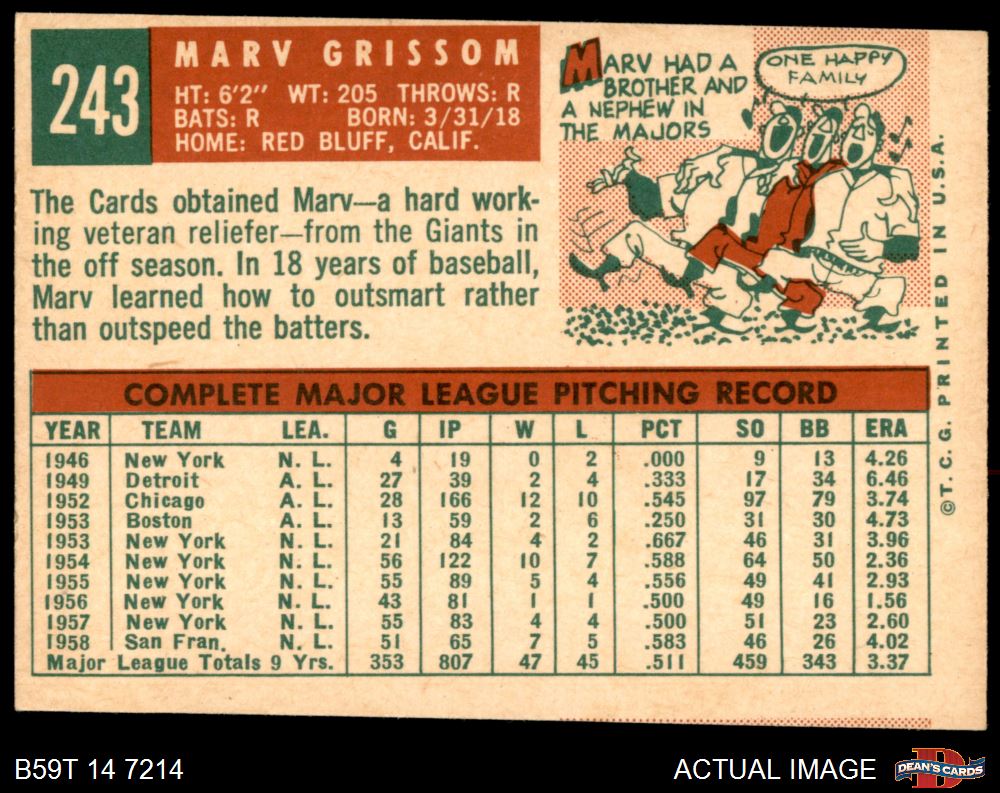 243
MARV GRISSOM
HT: 6'2" WT: 205 THROWS: R
BATS: R BORN: 3/31/18
HOME: RED BLUFF, CALIF.
The Cards obtained Marv—a hard work-
ing veteran reliefer—from the Giants in
the off season. In 18 years of baseball,
Marv learned how to outsmart rather
than outspeed the batters.
MARV HAD A
BROTHER AND
A NEPHEW IN
THE MAJORS
ONE HAPPY
FAMILY
COMPLETE MAJOR LEAGUE PITCHING RECORD
YEAR TEAM LEA. G IP W L PCT SO BB ERA
1946 New York N. L. 4 19 0 2 .000 9 13 4.26
1949 Detroit A. L. 27 39 2 4 .333 17 34 6.46
1952 Chicago A. L. 28 166 12 10 .545 97 79 3.74
1953 Boston A. L. 13 59 2 6 .250 31 30 4.73
1953 New York N. L. 21 84 4 2 .667 46 31 3.96
1954 New York N. L. 56 122 10 7 .588 64 50 2.36
1955 New York N. L. 55 89 5 4 .556 49 41 2.93
1956 New York N. L. 43 81 1 1 .500 49 16 1.56
1957 New York N. L. 55 83 4 4 .500 51 23 2.60
1958 San Fran. N. L. 51 65 7 5 .583 46 26 4.02
Major League Totals 9 Yrs. 353 807 47 45 .511 459 343 3.37
©T. C. G. PRINTED IN U.S.A.
B59T 14 7214
ACTUAL IMAGE
DEAN'S CARDS